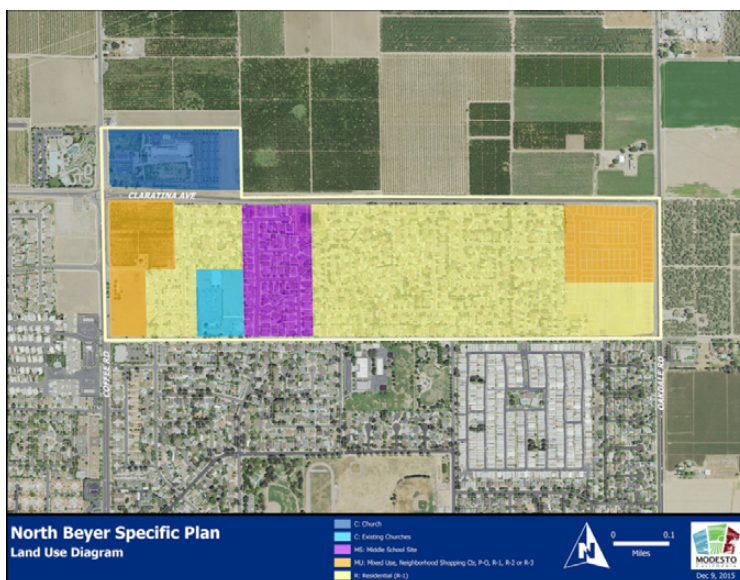 CLARATINA AVE
COFFEE RD
OAKDALE RD
North Beyer Specific Plan
Land Use Diagram
C: Church
C: Existing Churches
MS: Middle School Site
MU: Mixed Use, Neighborhood Shopping Ctr, P-O, R-1, R-2 or R-3
R: Residential (R-1)
N
0 0.1
Miles
MODESTO
CALIFORNIA
Dec 9, 2015